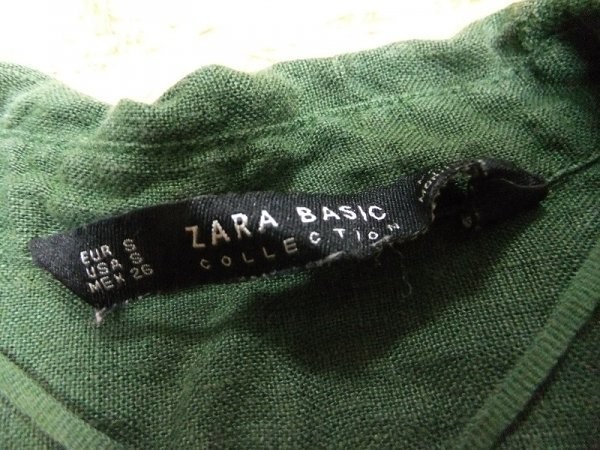 EUR S
USA S
MEX 26
ZARA BASIC
COLLECTION